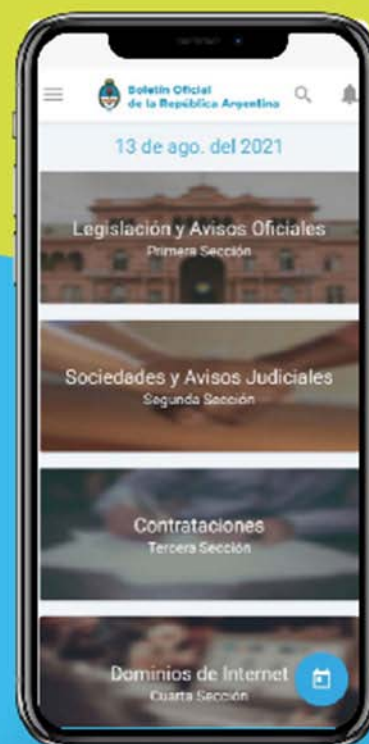 Boletín Oficial
de la República Argentina
13 de ago. del 2021
Legislación y Avisos Oficiales
Primera Sección
Sociedades y Avisos Judiciales
Segunda Sección
Contrataciones
Tercera Sección
Dominios de Internet
Cuarta Sección